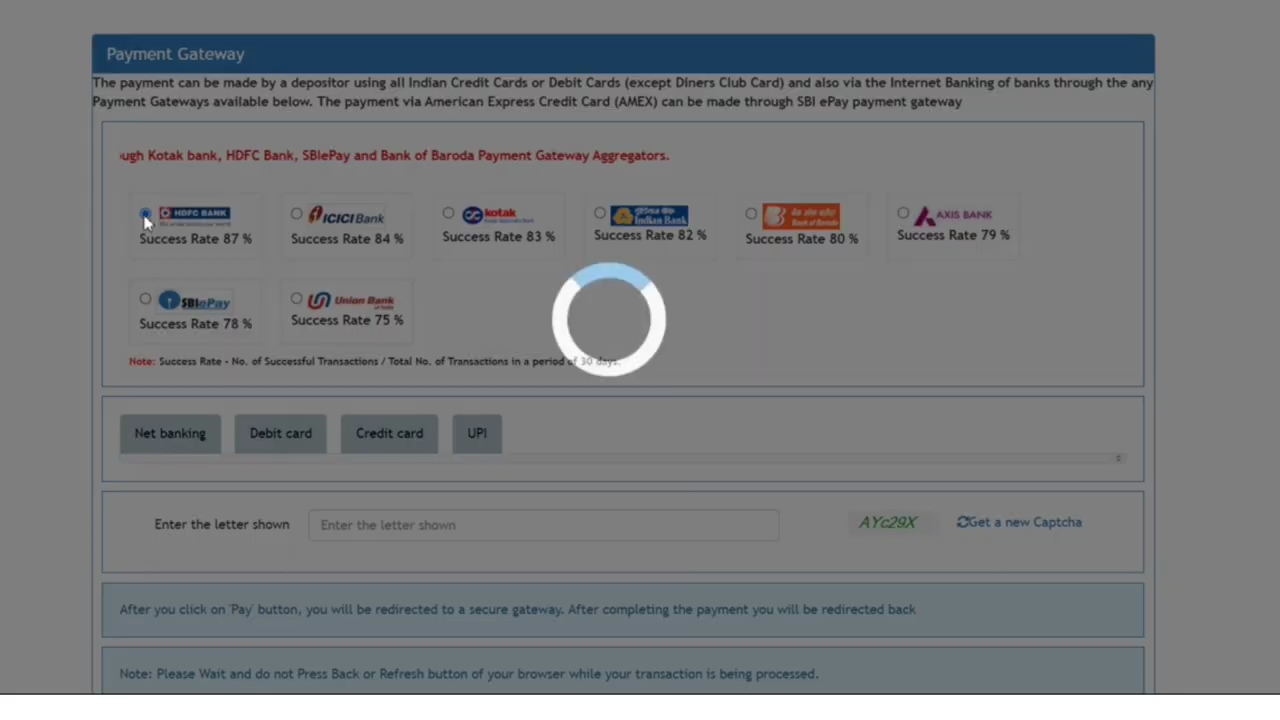 Payment Gateway
The payment can be made by a depositor using all Indian Credit Cards or Debit Cards (except Diners Club Card) and also via the Internet Banking of banks through the any
Payment Gateways available below. The payment via American Express Credit Card (AMEX) can be made through SBI ePay payment gateway
ugh Kotak bank, HDFC Bank, SBIePay and Bank of Baroda Payment Gateway Aggregators.
HDFC BANK
ICICI Bank
kotak
Indian Bank
Bank of Baroda
AXIS BANK
Success Rate 87 %
Success Rate 84 %
Success Rate 83 %
Success Rate 82 %
Success Rate 80 %
Success Rate 79 %
SBIePay
Union Bank
of India
Success Rate 78 %
Success Rate 75 %
Note: Success Rate - No. of Successful Transactions / Total No. of Transactions in a period of 30 days.
Net banking
Debit card
Credit card
UPI
Enter the letter shown
Enter the letter shown
AYc29X
Get a new Captcha
After you click on 'Pay' button, you will be redirected to a secure gateway. After completing the payment you will be redirected back
Note: Please Wait and do not Press Back or Refresh button of your browser while your transaction is being processed.